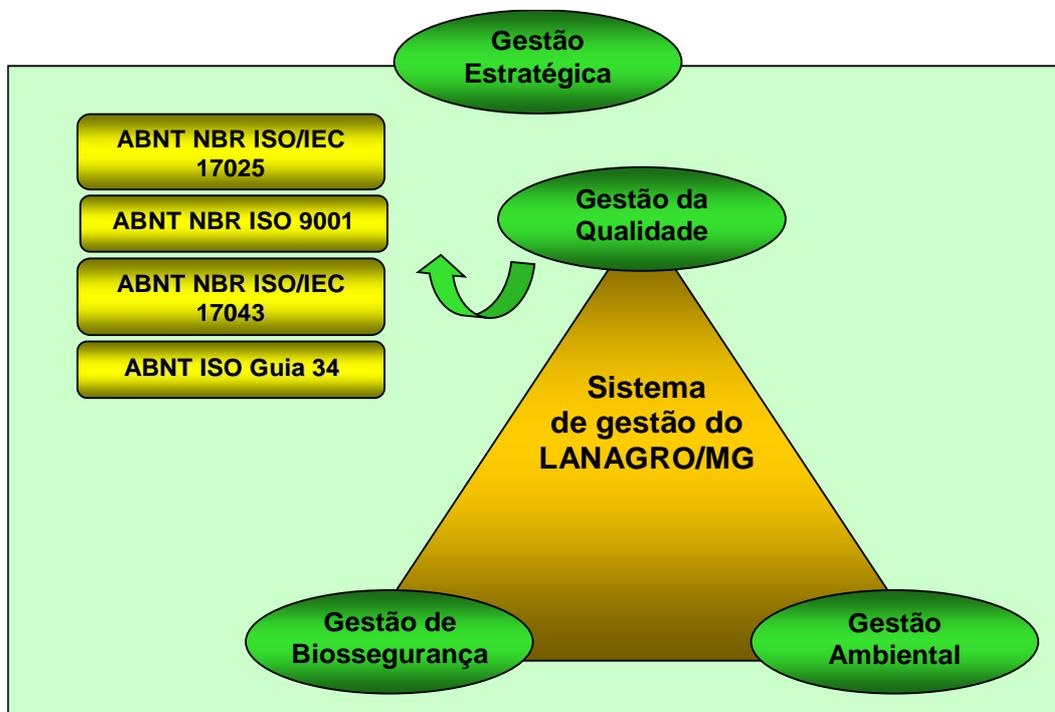 Gestão
Estratégica
ABNT NBR ISO/IEC
17025
ABNT NBR ISO 9001
ABNT NBR ISO/IEC
17043
ABNT ISO Guia 34
Gestão da
Qualidade
Sistema
de gestão do
LANAGRO/MG
Gestão de
Biossegurança
Gestão
Ambiental